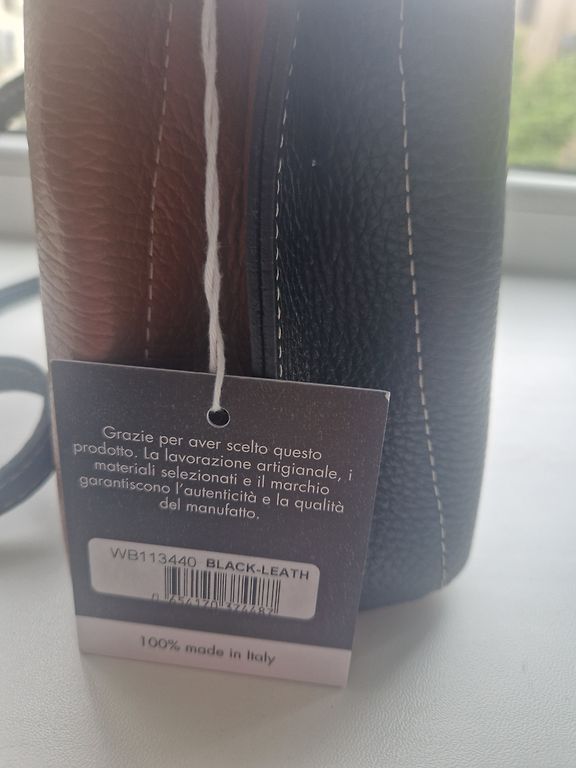 Grazie per aver scelto questo
prodotto. La lavorazione artigianale, i
materiali selezionati e il marchio
garantiscono l'autenticità e la qualità
del manufatto.
WB113440 BLACK-LEATH
100% made in Italy